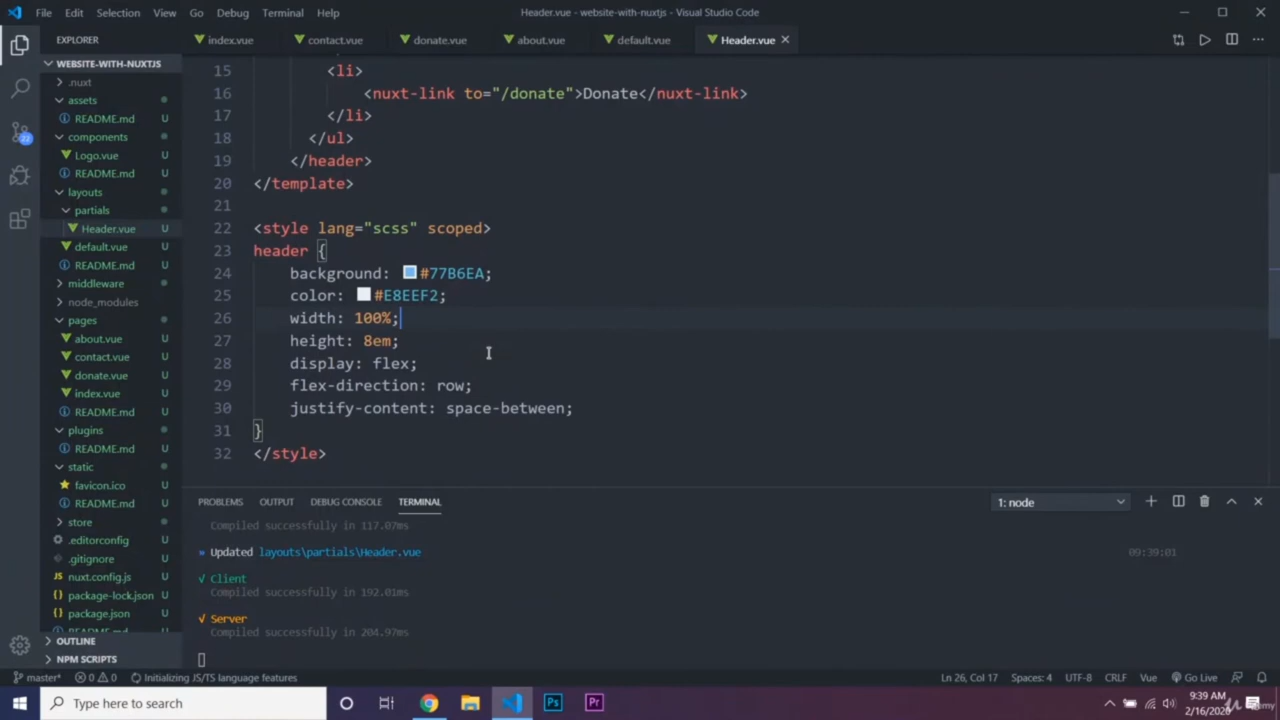 File Edit Selection View Go Debug Terminal Help
Header.vue - website-with-nuxtjs - Visual Studio Code
EXPLORER
index.vue contact.vue donate.vue about.vue default.vue Header.vue
WEBSITE-WITH-NUXTJS
.nuxt
assets
README.md U
components
Logo.vue U
README.md U
layouts
partials
Header.vue U
default.vue U
README.md U
middleware
node_modules
pages
about.vue U
contact.vue U
donate.vue U
index.vue U
README.md U
plugins
README.md U
static
favicon.ico U
README.md U
store
.editorconfig U
.gitignore U
nuxt.config.js U
package-lock.json U
package.json U
README.md U
OUTLINE
NPM SCRIPTS
15 <li>
16 <nuxt-link to="/donate">Donate</nuxt-link>
17 </li>
18 </ul>
19 </header>
20 </template>
21
22 <style lang="scss" scoped>
23 header {
24 background: #77B6EA;
25 color: #E8EEF2;
26 width: 100%;
27 height: 8em;
28 display: flex;
29 flex-direction: row;
30 justify-content: space-between;
31 }
32 </style>
PROBLEMS OUTPUT DEBUG CONSOLE TERMINAL 1: node
Compiled successfully in 117.07ms
» Updated layouts\partials\Header.vue 09:39:01
√ Client
Compiled successfully in 192.01ms
√ Server
Compiled successfully in 204.97ms
22
master* 0 0 Initializing JS/TS language features Ln 26, Col 17 Spaces: 4 UTF-8 CRLF Vue Go Live
Type here to search
Ps Pr
9:39 AM